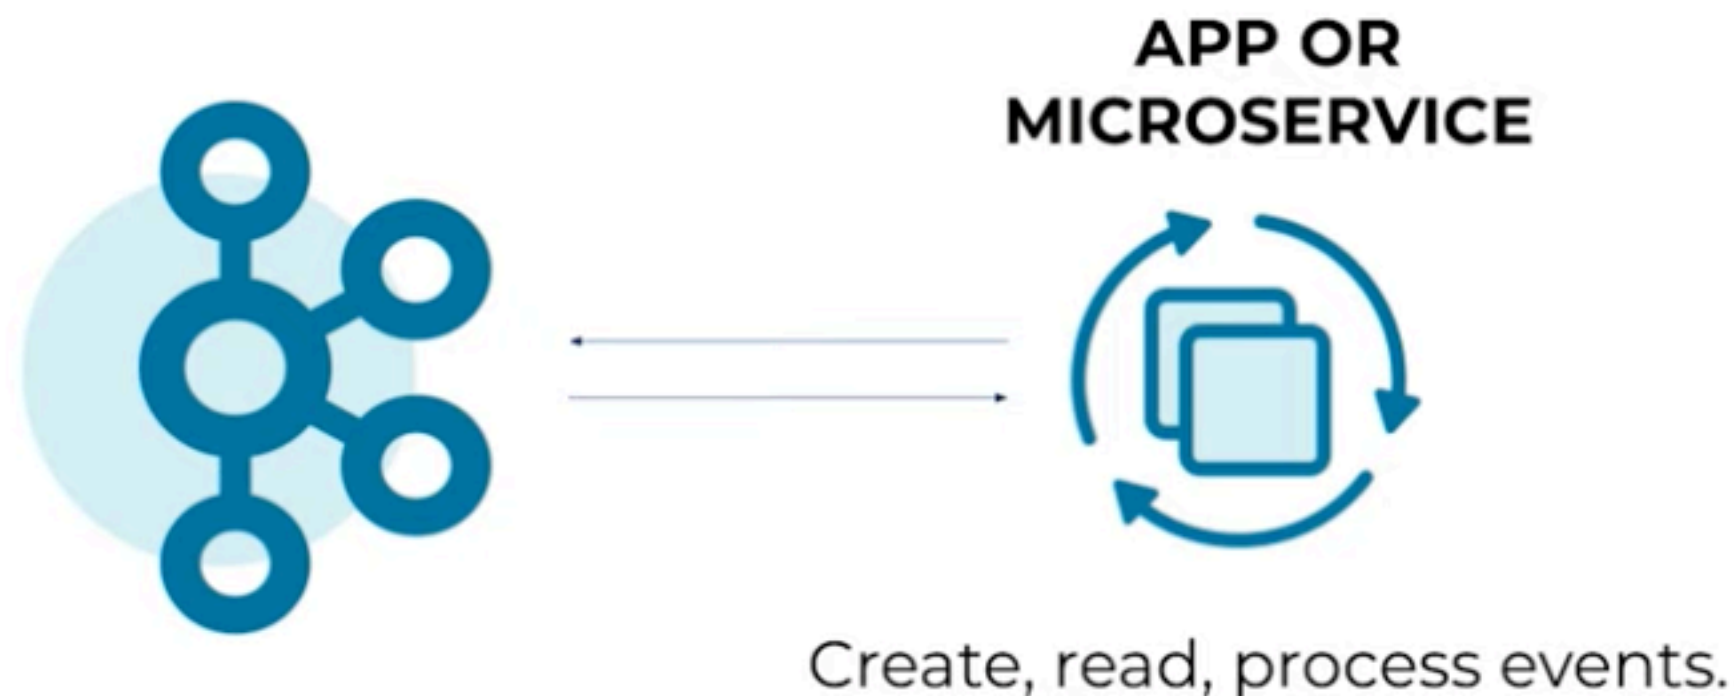 APP OR
MICROSERVICE
Create, read, process events.